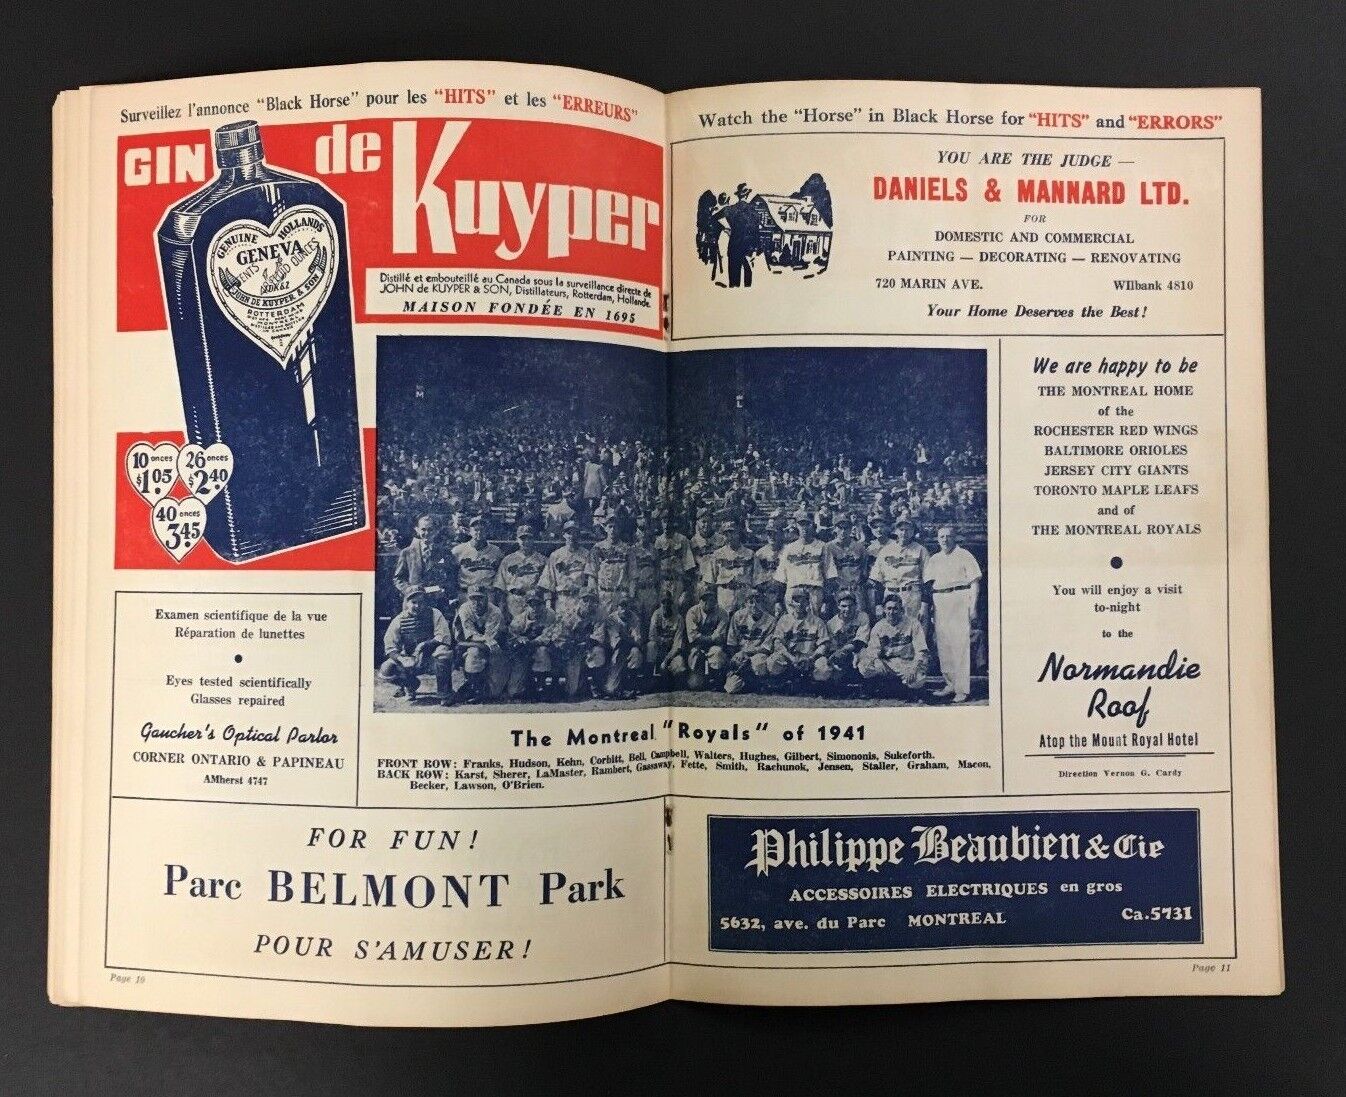 Surveillez l'annonce "Black Horse" pour les "HITS" et les "ERREURS"
GIN de Kuyper
GENUINE HOLLANDS
GENEVA
JOHN DE KUYPER & SON
ROTTERDAM
MONTREAL
Distillé et embouteillé au Canada sous la surveillance directe de
JOHN de KUYPER & SON, Distillateurs, Rotterdam, Hollande.
MAISON FONDÉE EN 1695
10 onces
$1.05
26 onces
$2.40
40 onces
3.45
Examen scientifique de la vue
Réparation de lunettes
Eyes tested scientifically
Glasses repaired
Gaucher's Optical Parlor
CORNER ONTARIO & PAPINEAU
AMherst 4747
The Montreal "Royals" of 1941
FRONT ROW: Franks, Hudson, Kehn, Corbitt, Bell, Campbell, Walters, Hughes, Gilbert, Simononis, Sukeforth.
BACK ROW: Karst, Sherer, LaMaster, Rambert, Gassaway, Fette, Smith, Rachunok, Jensen, Staller, Graham, Macon,
Becker, Lawson, O'Brien.
FOR FUN!
Parc BELMONT Park
POUR S'AMUSER!
Page 10
Watch the "Horse" in Black Horse for "HITS" and "ERRORS"
YOU ARE THE JUDGE —
DANIELS & MANNARD LTD.
FOR
DOMESTIC AND COMMERCIAL
PAINTING — DECORATING — RENOVATING
720 MARIN AVE. WIlbank 4810
Your Home Deserves the Best!
We are happy to be
THE MONTREAL HOME
of the
ROCHESTER RED WINGS
BALTIMORE ORIOLES
JERSEY CITY GIANTS
TORONTO MAPLE LEAFS
and of
THE MONTREAL ROYALS
You will enjoy a visit
to-night
to the
Normandie
Roof
Atop the Mount Royal Hotel
Direction Vernon G. Cardy
Philippe Beaubien & Cie
ACCESSOIRES ELECTRIQUES en gros
5632, ave. du Parc MONTREAL Ca.5731
Page 11